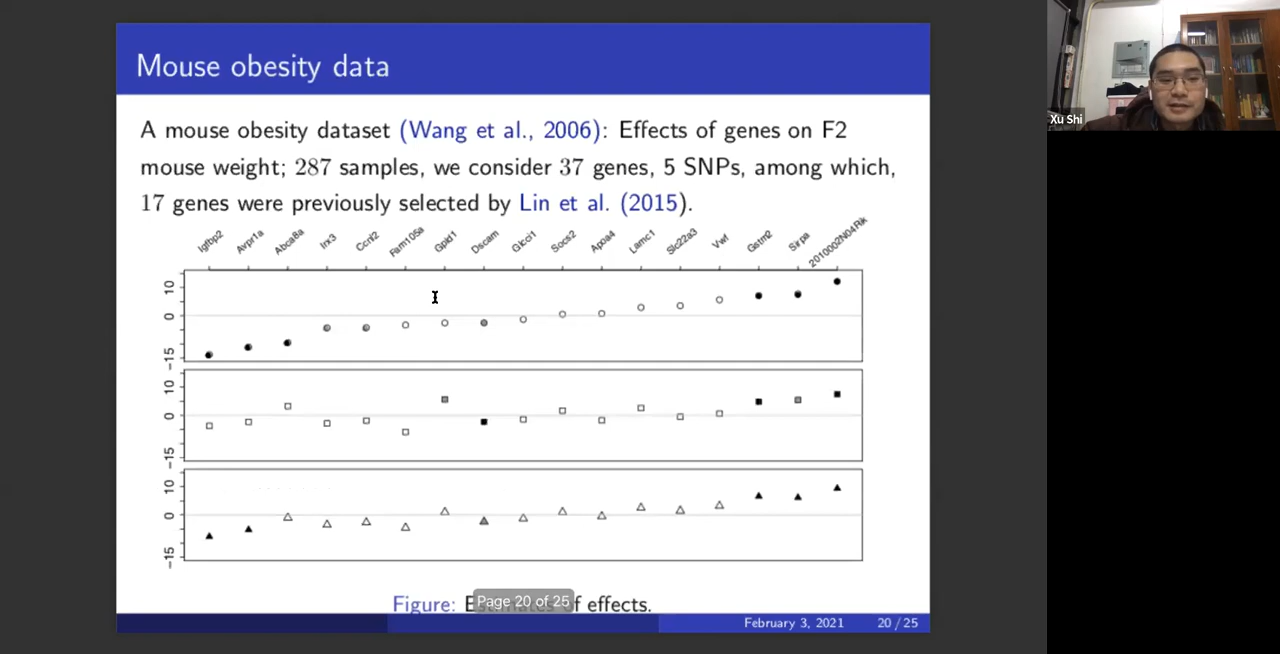 Mouse obesity data
A mouse obesity dataset (Wang et al., 2006): Effects of genes on F2
mouse weight; 287 samples, we consider 37 genes, 5 SNPs, among which,
17 genes were previously selected by Lin et al. (2015).
Igfbp2 Avpr1a Abca8a Irx3 Ccnl2 Fam105a Gpld1 Dscam Glcci1 Socs2 Apoa4 Lamc1 Slc22a3 Vwf Gstm2 Sirpa 2010002N04Rik
10
0
-15
10
0
-15
10
0
-15
Figure: of effects.
Page 20 of 25
February 3, 2021 20 / 25
Xu Shi